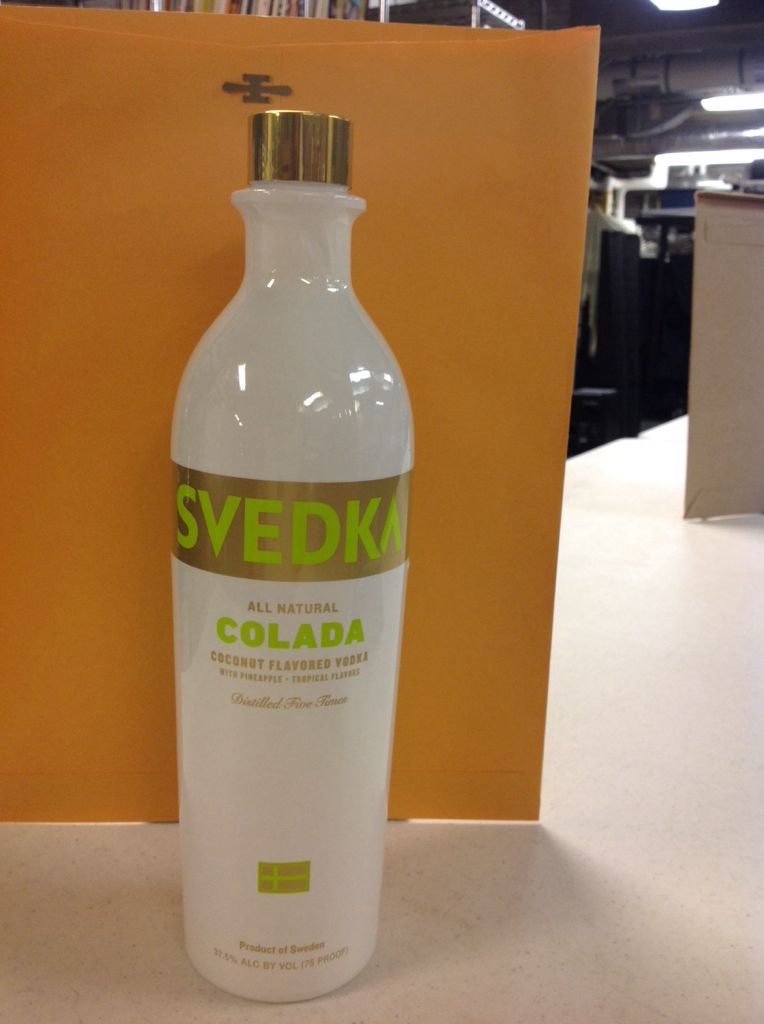 SVEDKA
ALL NATURAL
COLADA
COCONUT FLAVORED VODKA
WITH PINEAPPLE • TROPICAL FLAVORS
Distilled Five Times
Product of Sweden
37.5% ALC BY VOL (75 PROOF)